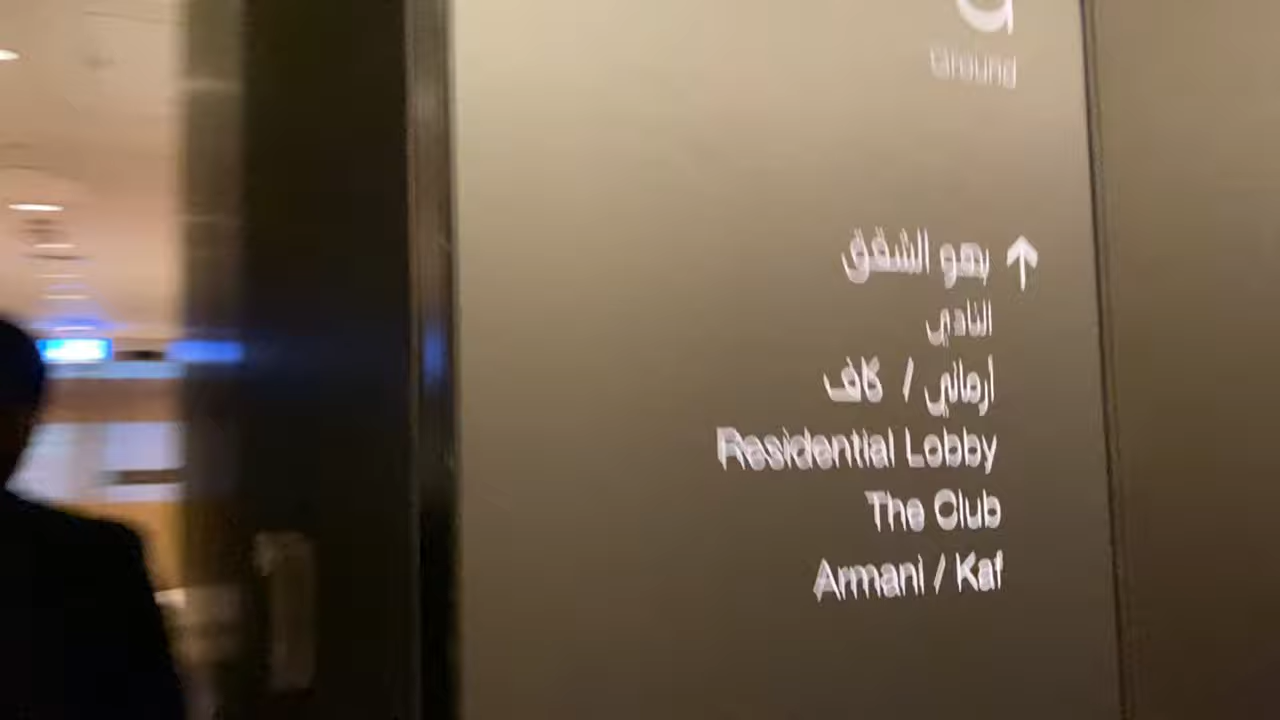 G
Ground
بهو الشقق
النادي
أرماني / كاف
Residential Lobby
The Club
Armani / Kaf